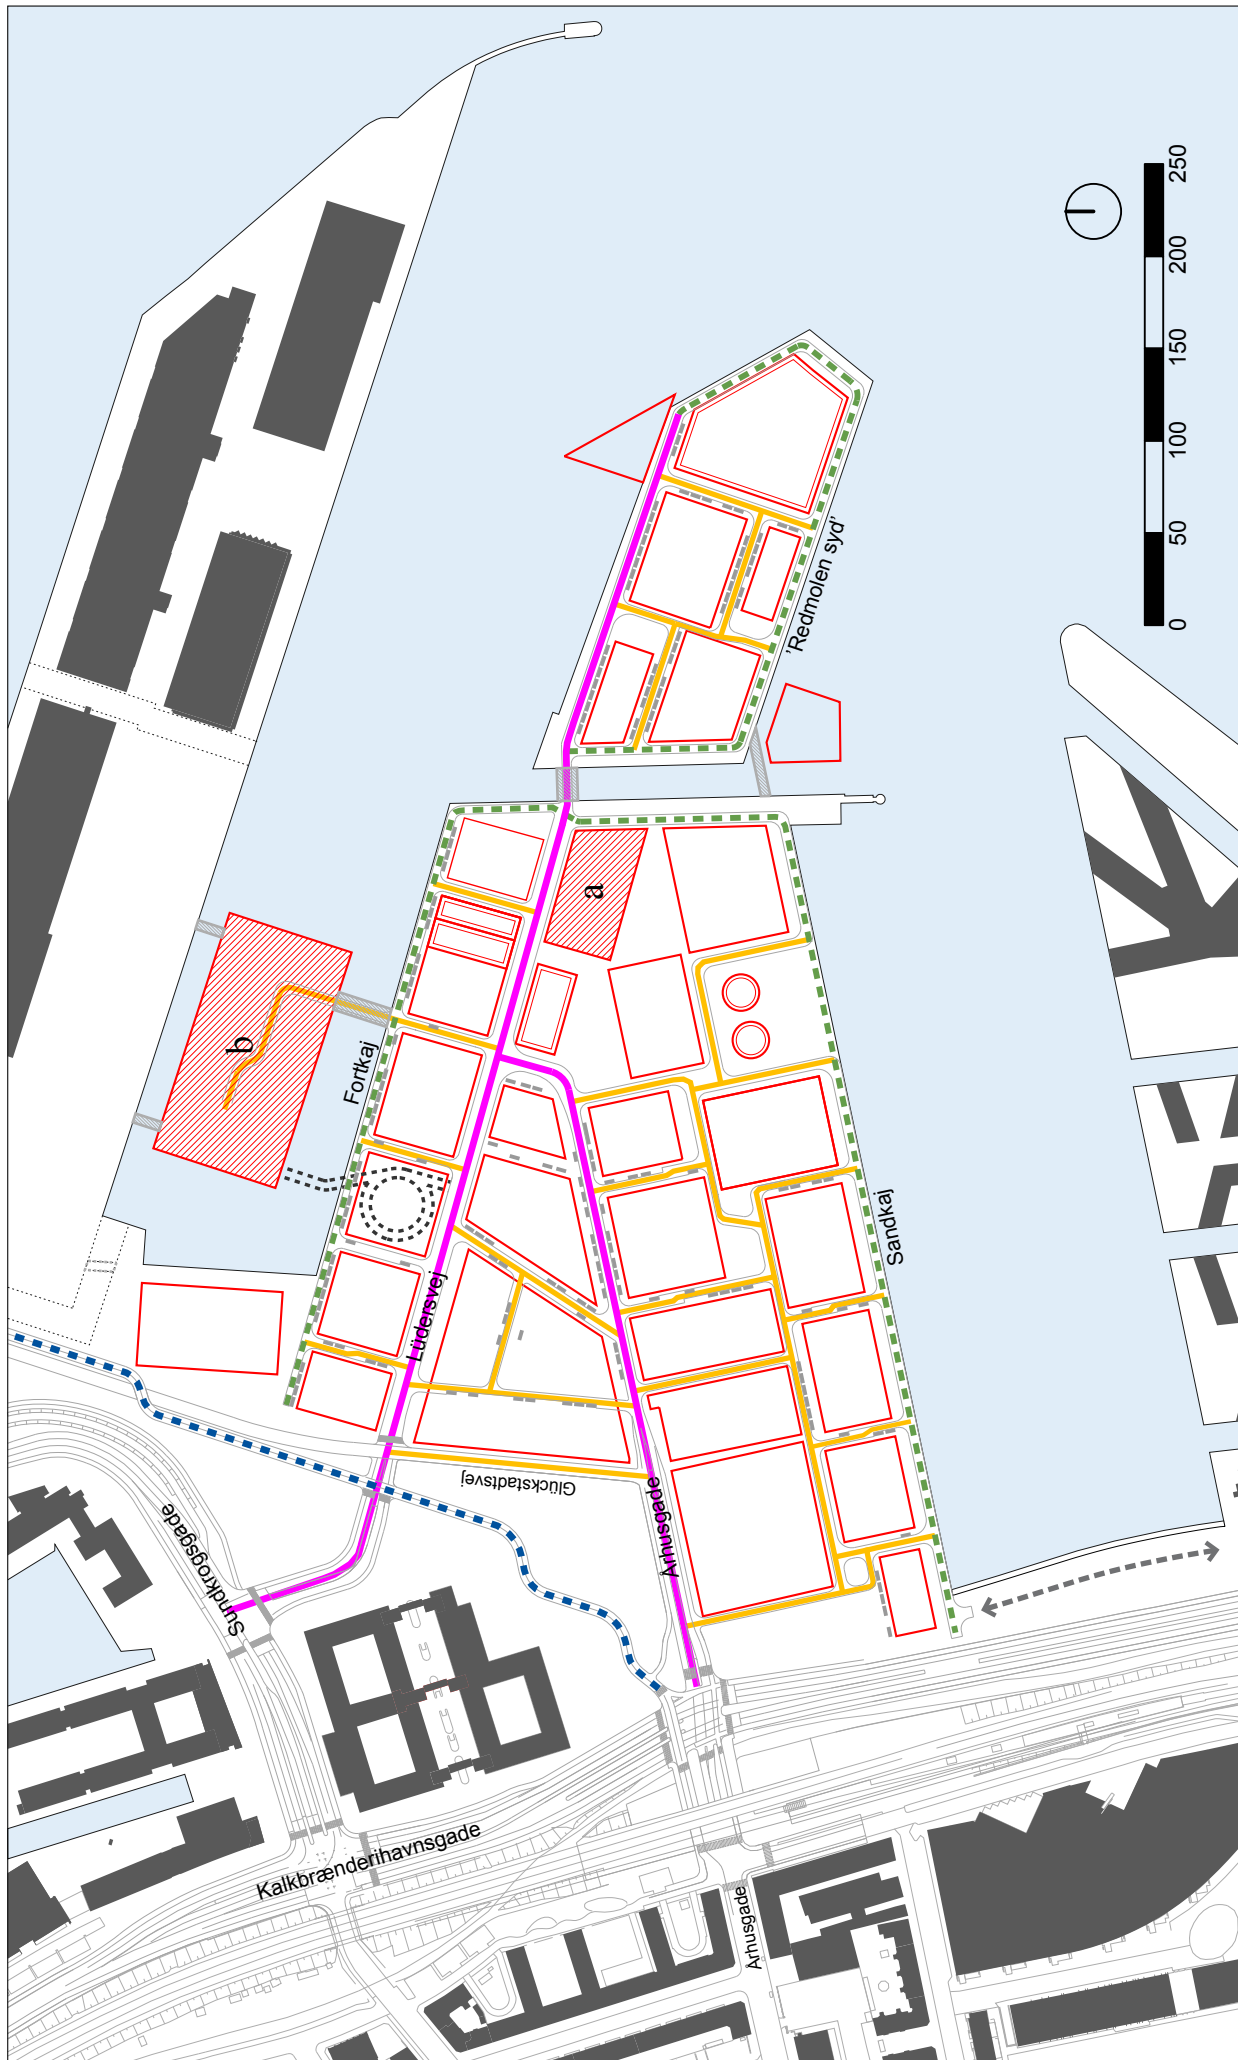 Sundkrogsgade
Kalkbrænderihavnsgade
Lüdersvej
Glückstadtsvej
Århusgade
Århusgade
Fortkaj
b
a
Sandkaj
'Redmolen syd'
0
50
100
150
200
250